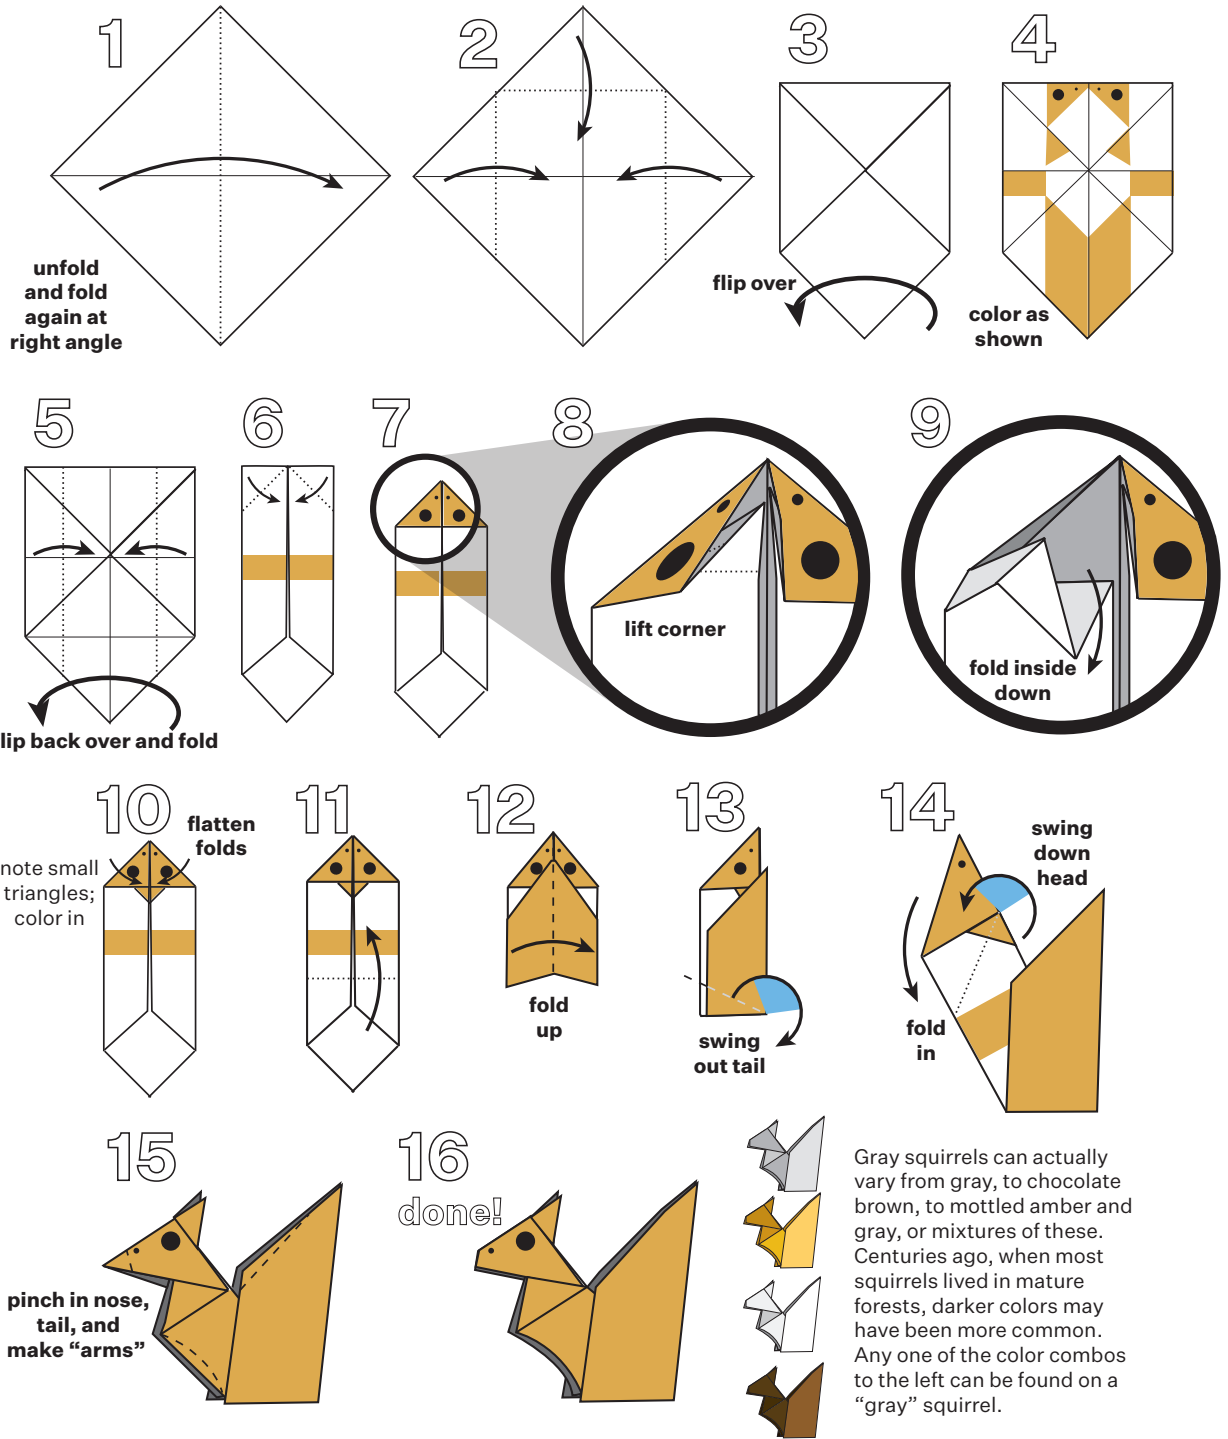 1
2
3
4
unfold
and fold
again at
right angle
flip over
color as
shown
5
6
7
8
9
lip back over and fold
lift corner
fold inside
down
10
11
12
13
14
flatten
folds
note small
triangles;
color in
fold
up
swing
out tail
swing
down
head
fold
in
15
16
done!
pinch in nose,
tail, and
make “arms”
Gray squirrels can actually
vary from gray, to chocolate
brown, to mottled amber and
gray, or mixtures of these.
Centuries ago, when most
squirrels lived in mature
forests, darker colors may
have been more common.
Any one of the color combos
to the left can be found on a
“gray” squirrel.